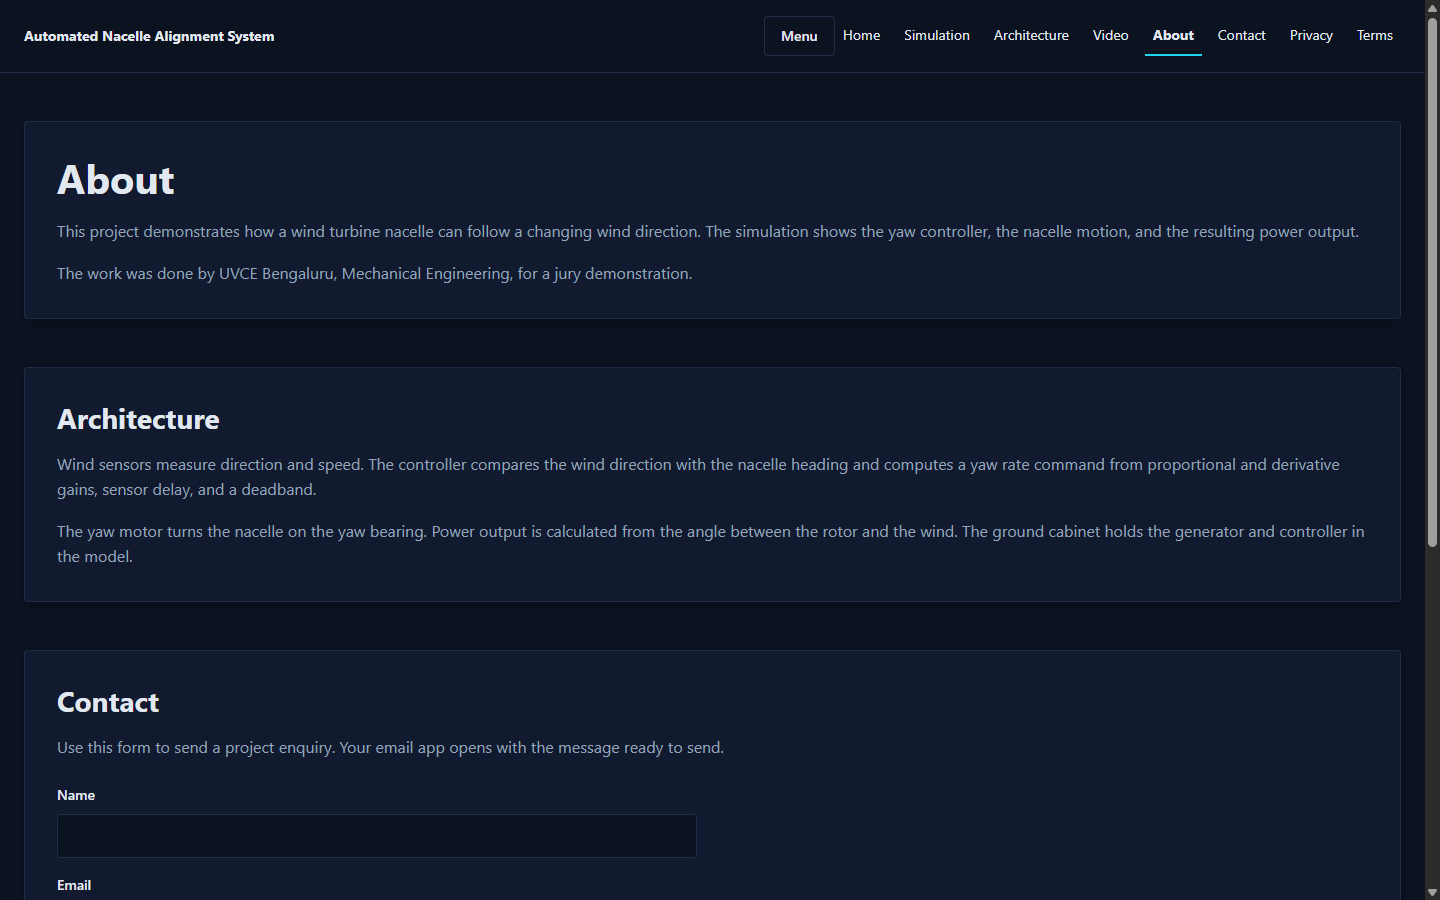 Automated Nacelle Alignment System
Menu Home Simulation Architecture Video About Contact Privacy Terms
About
This project demonstrates how a wind turbine nacelle can follow a changing wind direction. The simulation shows the yaw controller, the nacelle motion, and the resulting power output.
The work was done by UVCE Bengaluru, Mechanical Engineering, for a jury demonstration.
Architecture
Wind sensors measure direction and speed. The controller compares the wind direction with the nacelle heading and computes a yaw rate command from proportional and derivative
gains, sensor delay, and a deadband.
The yaw motor turns the nacelle on the yaw bearing. Power output is calculated from the angle between the rotor and the wind. The ground cabinet holds the generator and controller in
the model.
Contact
Use this form to send a project enquiry. Your email app opens with the message ready to send.
Name
Email